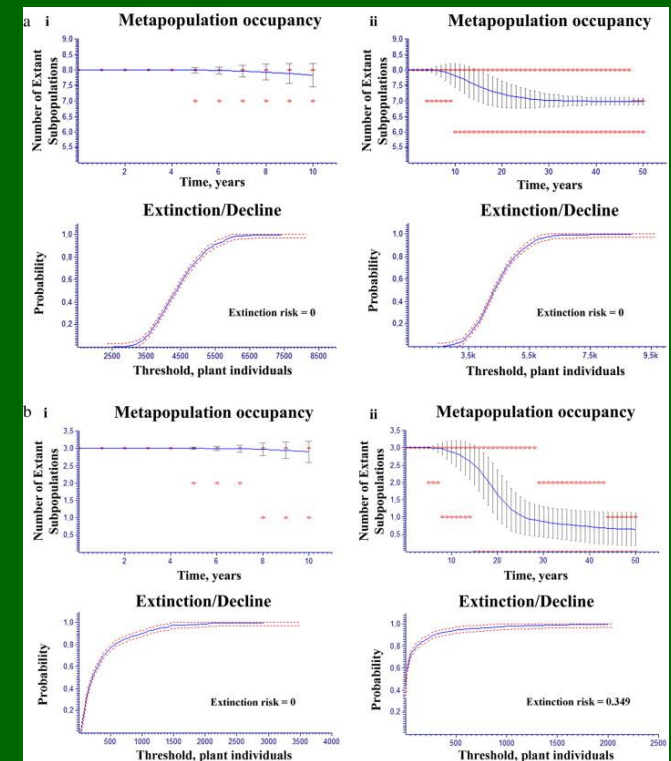 a i Metapopulation occupancy
Number of Extant
Subpopulations
9,0
8,5
8,0
7,5
7,0
6,5
6,0
5,5
2 4 6 8 10
Time, years
ii Metapopulation occupancy
Number of Extant
Subpopulations
9,0
8,5
8,0
7,5
7,0
6,5
6,0
5,5
10 20 30 40 50
Time, years
Extinction/Decline
Probability
1,0
0,8
0,6
0,4
0,2
Extinction risk = 0
2500 3500 4500 5500 6500 7500 8500
Threshold, plant individuals
Extinction/Decline
Probability
1,0
0,8
0,6
0,4
0,2
Extinction risk = 0
3,5k 5,5k 7,5k 9,5k
Threshold, plant individuals
b i Metapopulation occupancy
Number of Extant
Subpopulations
3,5
3,0
2,5
2,0
1,5
1,0
0,5
2 4 6 8 10
Time, years
ii Metapopulation occupancy
Number of Extant
Subpopulations
3,5
3,0
2,5
2,0
1,5
1,0
0,5
10 20 30 40 50
Time, years
Extinction/Decline
Probability
1,0
0,8
0,6
0,4
0,2
Extinction risk = 0
500 1000 1500 2000 2500 3000 3500 4000
Threshold, plant individuals
Extinction/Decline
Probability
1,0
0,8
0,6
0,4
0,2
Extinction risk = 0.349
500 1000 1500 2000 2500
Threshold, plant individuals